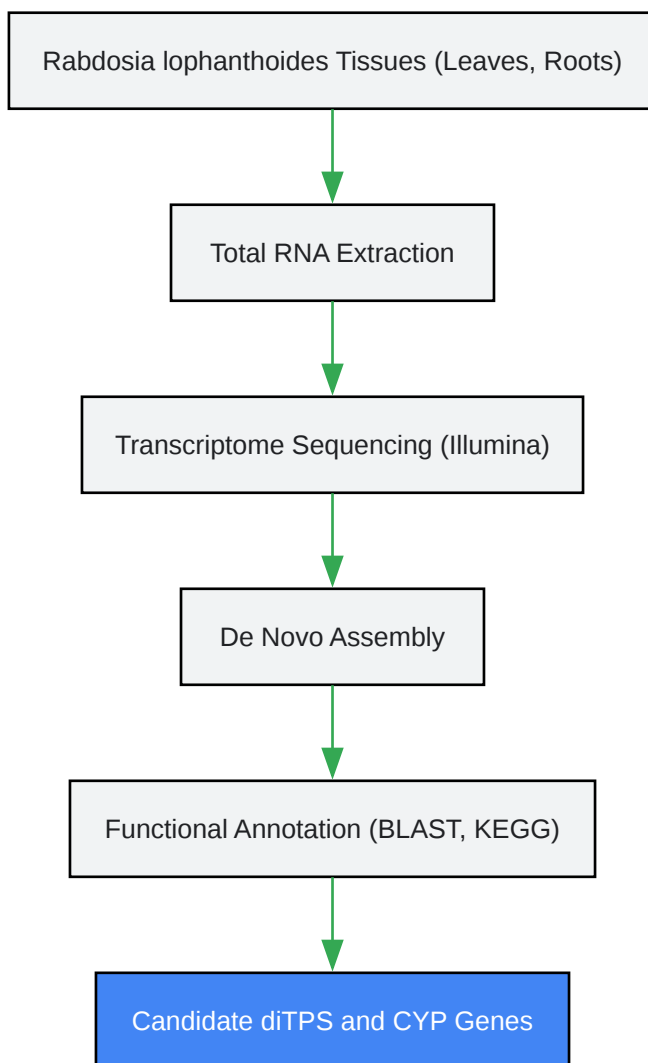 Rabdosia lophanthoides Tissues (Leaves, Roots)
Total RNA Extraction
Transcriptome Sequencing (Illumina)
De Novo Assembly
Functional Annotation (BLAST, KEGG)
Candidate diTPS and CYP Genes